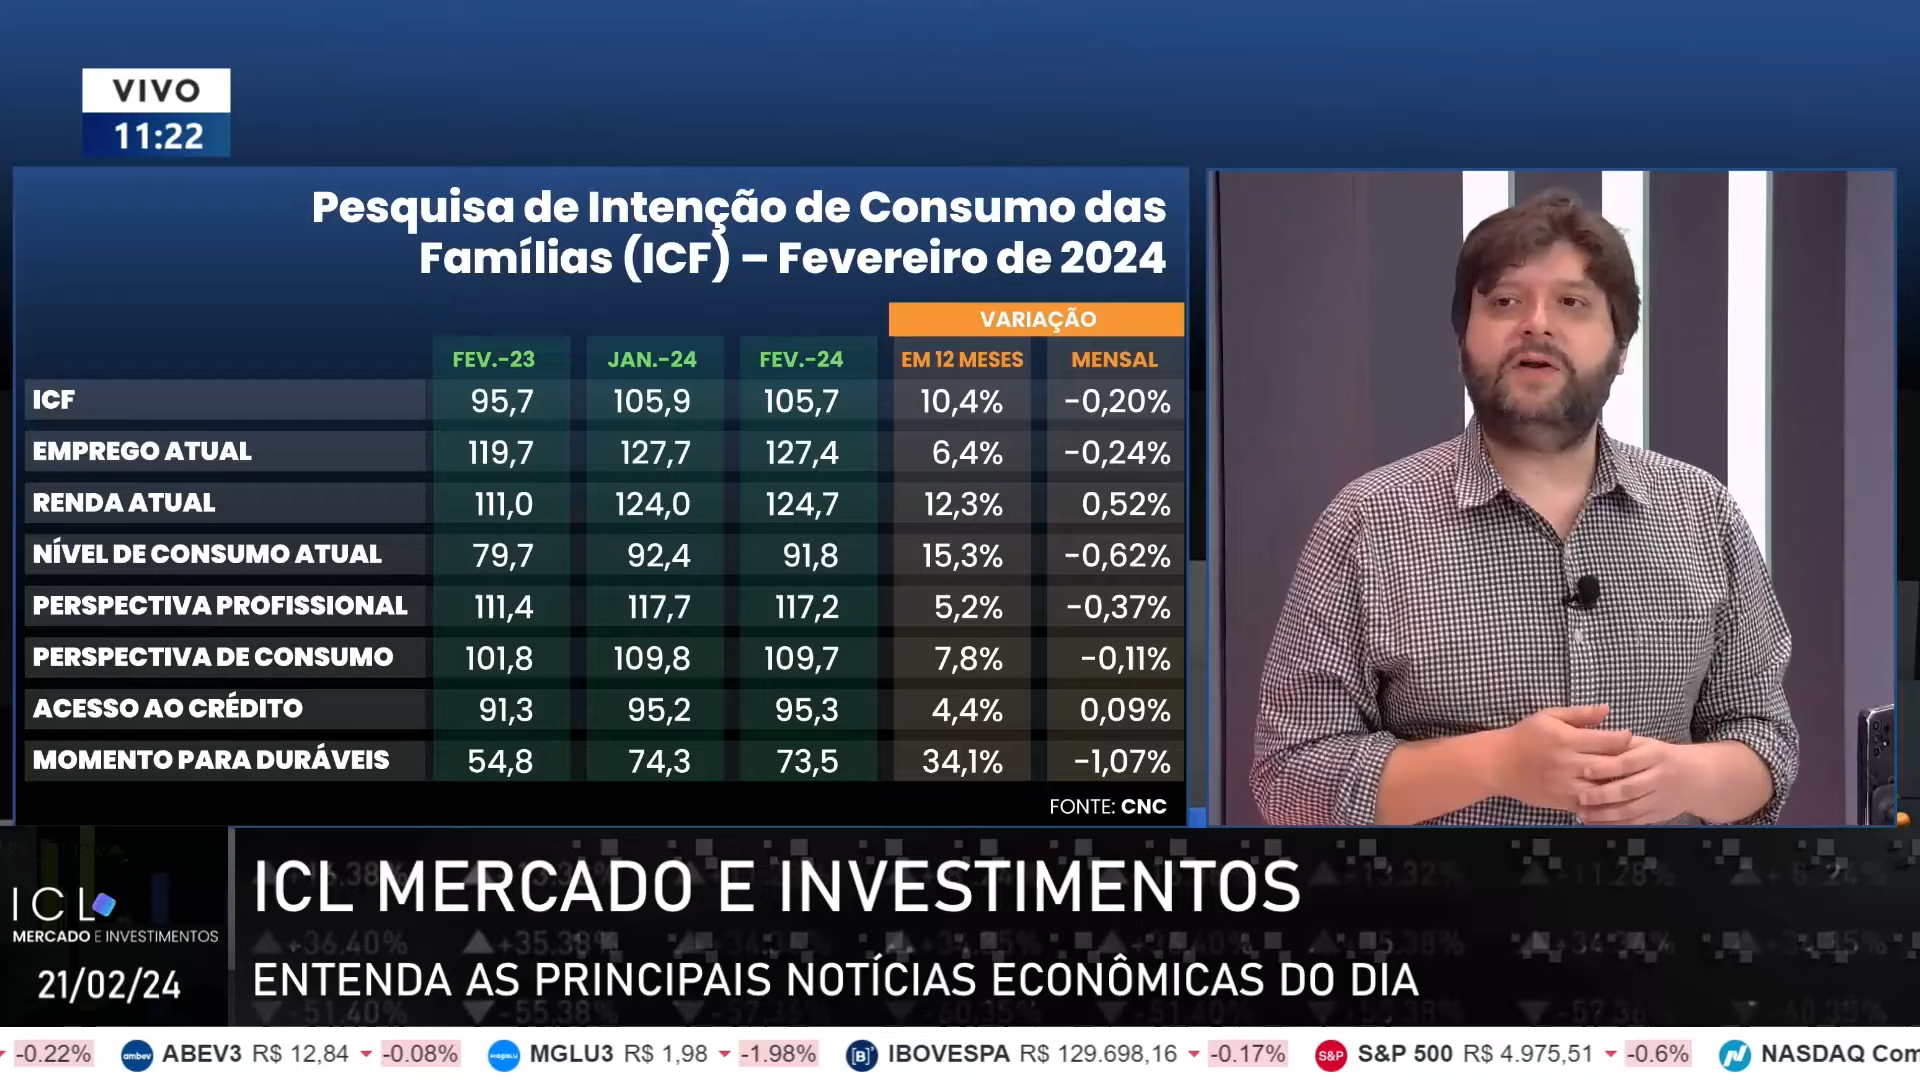 VIVO
11:22
Pesquisa de Intenção de Consumo das
Famílias (ICF) – Fevereiro de 2024
VARIAÇÃO
FEV.-23 JAN.-24 FEV.-24 EM 12 MESES MENSAL
ICF 95,7 105,9 105,7 10,4% -0,20%
EMPREGO ATUAL 119,7 127,7 127,4 6,4% -0,24%
RENDA ATUAL 111,0 124,0 124,7 12,3% 0,52%
NÍVEL DE CONSUMO ATUAL 79,7 92,4 91,8 15,3% -0,62%
PERSPECTIVA PROFISSIONAL 111,4 117,7 117,2 5,2% -0,37%
PERSPECTIVA DE CONSUMO 101,8 109,8 109,7 7,8% -0,11%
ACESSO AO CRÉDITO 91,3 95,2 95,3 4,4% 0,09%
MOMENTO PARA DURÁVEIS 54,8 74,3 73,5 34,1% -1,07%
FONTE: CNC
ICL MERCADO E INVESTIMENTOS
ENTENDA AS PRINCIPAIS NOTÍCIAS ECONÔMICAS DO DIA
ICL
MERCADO E INVESTIMENTOS
21/02/24
-0.22% ambev ABEV3 R$ 12,84 -0.08% MGLU3 R$ 1,98 -1.98% [B] IBOVESPA R$ 129.698,16 -0.17% S&P S&P 500 R$ 4.975,51 -0.6% NASDAQ Com